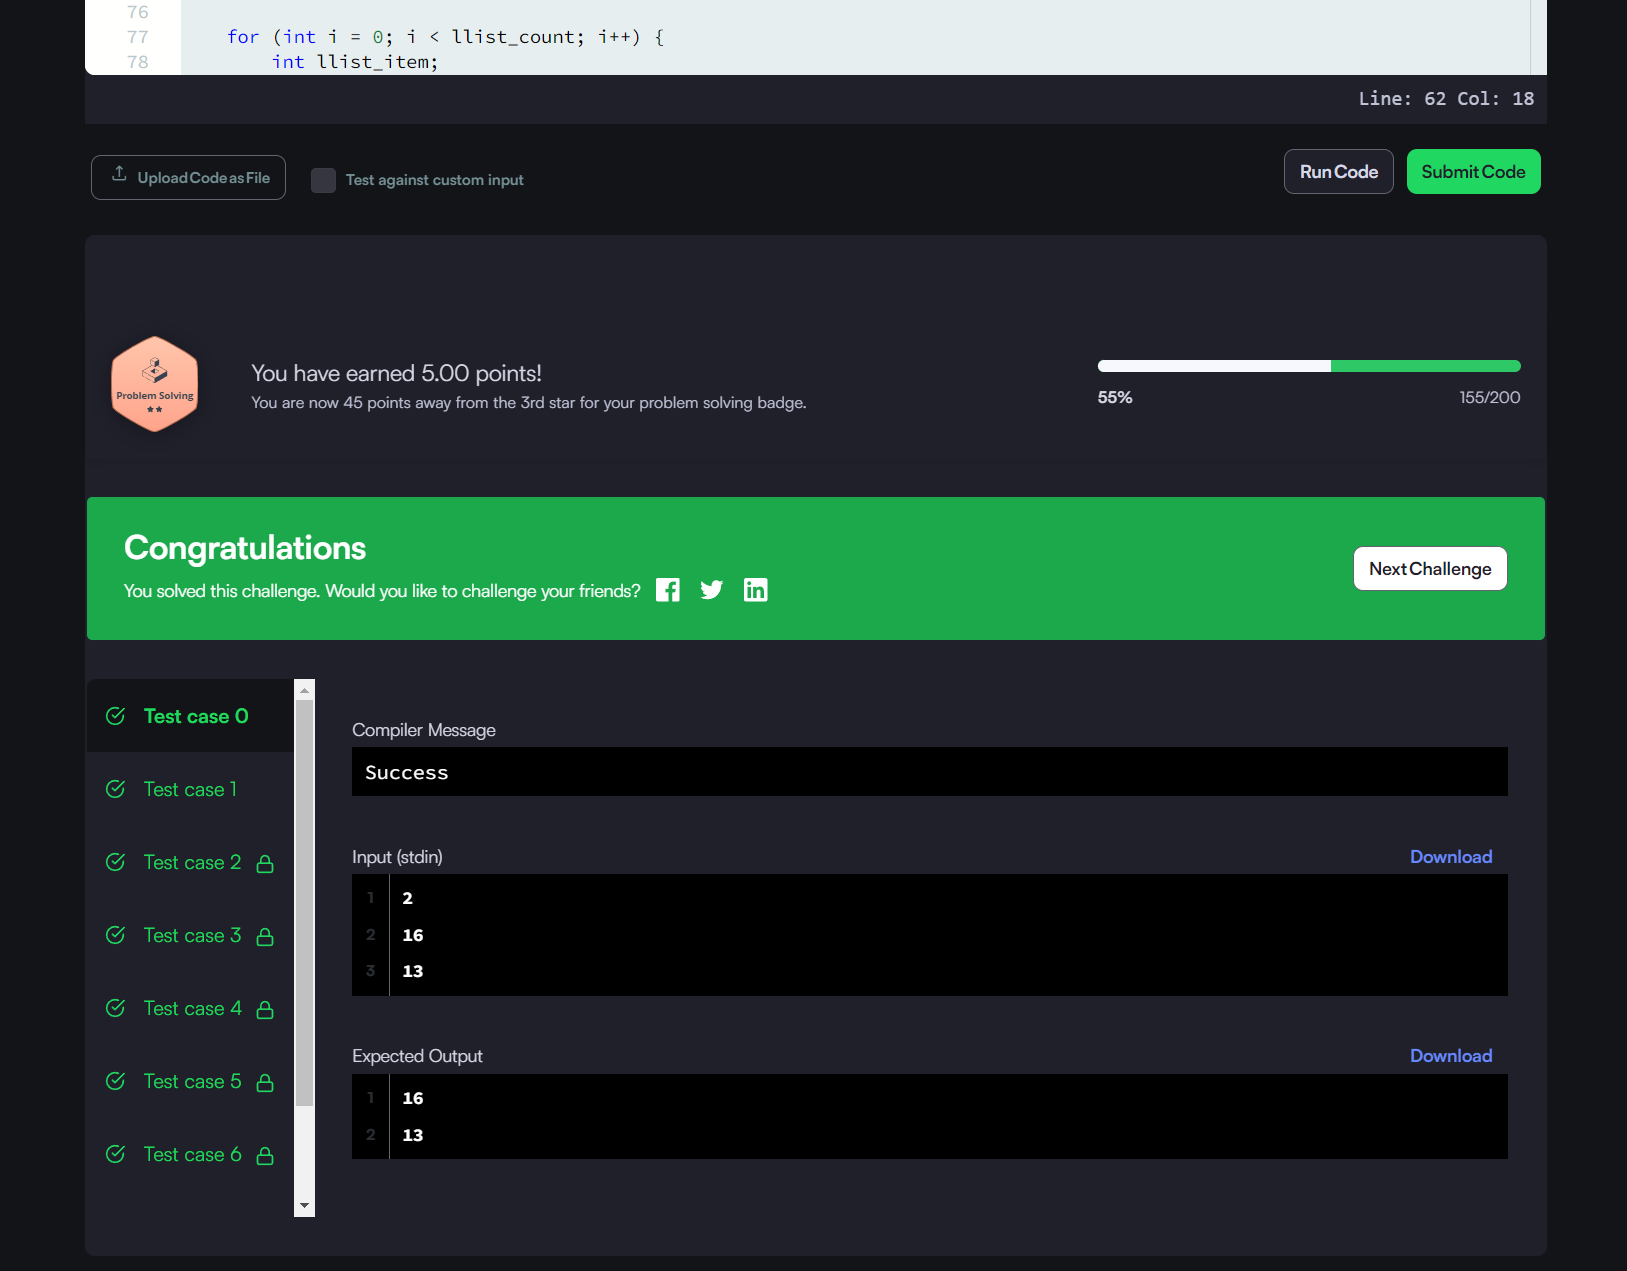 76
77 for (int i = 0; i < llist_count; i++) {
78 int llist_item;
Line: 62 Col: 18
Upload Code as File
Test against custom input
Run Code
Submit Code
Problem Solving
You have earned 5.00 points!
You are now 45 points away from the 3rd star for your problem solving badge.
55%
155/200
Congratulations
You solved this challenge. Would you like to challenge your friends?
Next Challenge
Test case 0
Test case 1
Test case 2
Test case 3
Test case 4
Test case 5
Test case 6
Compiler Message
Success
Input (stdin)
Download
1 2
2 16
3 13
Expected Output
Download
1 16
2 13